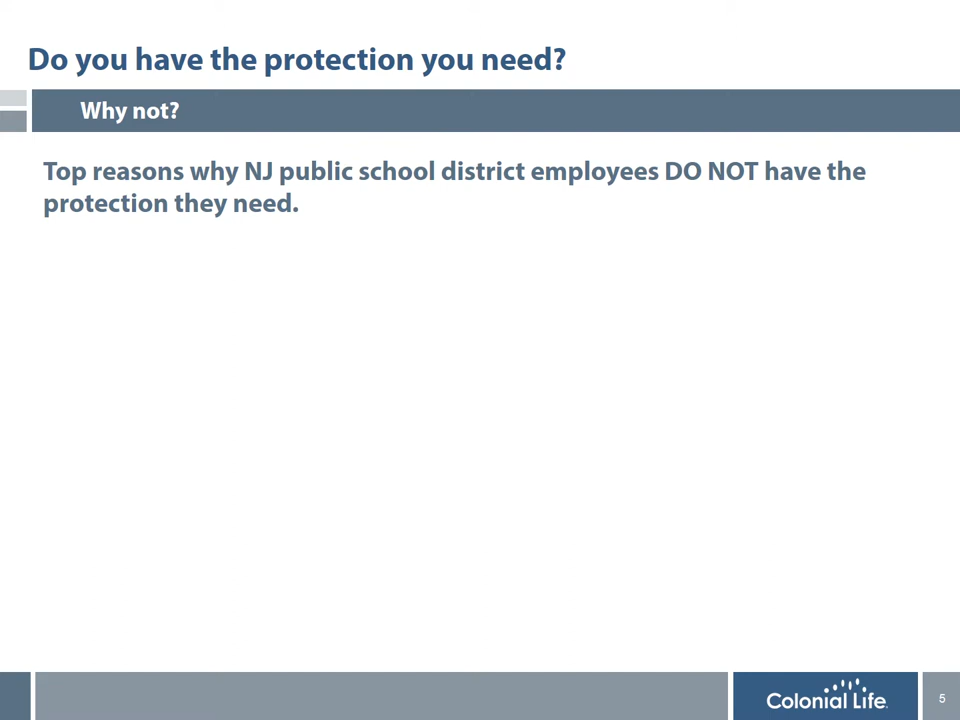 Do you have the protection you need?
Why not?
Top reasons why NJ public school district employees DO NOT have the
protection they need.
Colonial Life.
5